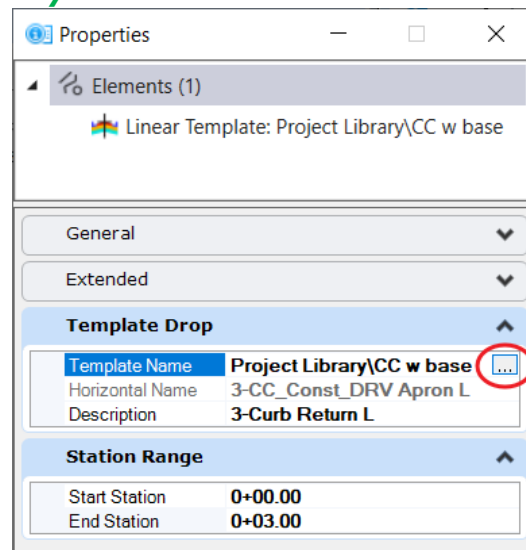 Properties
Elements (1)
Linear Template: Project Library\CC w base
General
Extended
Template Drop
Template Name Project Library\CC w base ...
Horizontal Name 3-CC_Const_DRV Apron L
Description 3-Curb Return L
Station Range
Start Station 0+00.00
End Station 0+03.00